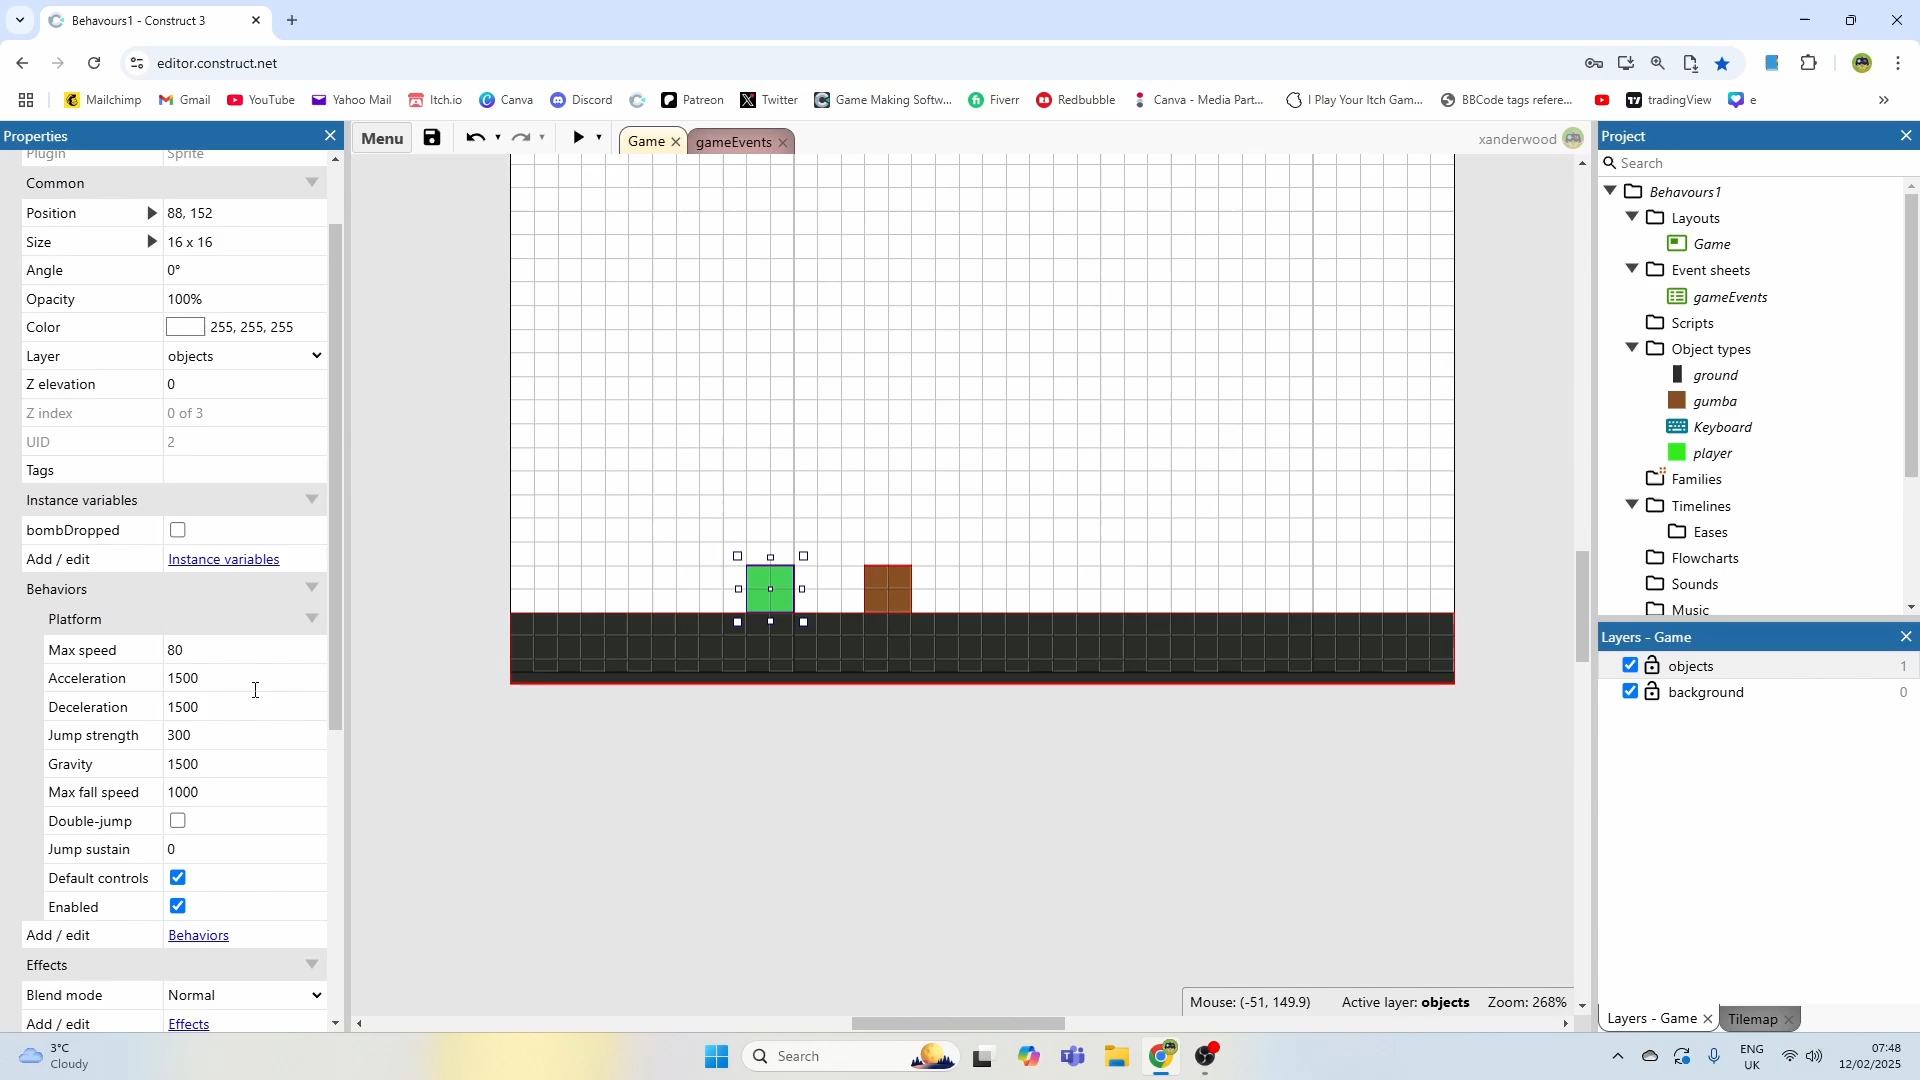 Behaviours1 - Construct 3
editor.construct.net
Mailchimp
Gmail
YouTube
Yahoo Mail
Itch.io
Canva
Discord
Patreon
Twitter
Game Making Softw...
Fiverr
Redbubble
Canva - Media Part...
I Play Your Itch Gam...
BBCode tags refere...
tradingView
e
Properties
Menu
Game
gameEvents
xanderwood
Project
Plugin Sprite
Common
Position 88, 152
Size 16 x 16
Angle 0°
Opacity 100%
Color 255, 255, 255
Layer objects
Z elevation 0
Z index 0 of 3
UID 2
Tags
Instance variables
bombDropped
Add / edit Instance variables
Behaviors
Platform
Max speed 80
Acceleration 1500
Deceleration 1500
Jump strength 300
Gravity 1500
Max fall speed 1000
Double-jump
Jump sustain 0
Default controls
Enabled
Add / edit Behaviors
Effects
Blend mode Normal
Add / edit Effects
Mouse: (-51, 149.9) Active layer: objects Zoom: 268%
Search
Behaviours1
Layouts
Game
Event sheets
gameEvents
Scripts
Object types
ground
gumba
Keyboard
player
Families
Timelines
Eases
Flowcharts
Sounds
Music
Layers - Game
objects 1
background 0
Layers - Game
Tilemap
3°C
Cloudy
Search
ENG
UK
07:48
12/02/2025